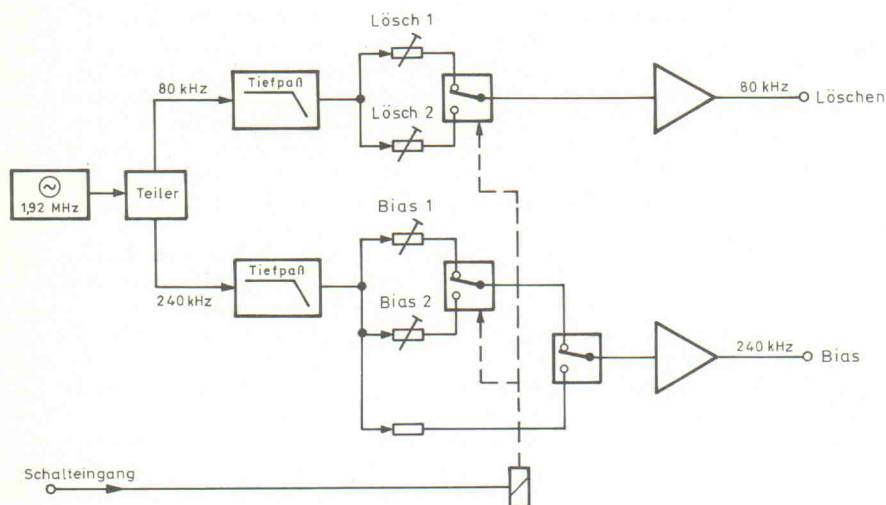 Lösch 1
80 kHz
Tiefpaß
Lösch 2
80 kHz
Löschen
1,92 MHz
Teiler
Bias 1
240 kHz
Tiefpaß
Bias 2
240 kHz
Bias
Schalteingang